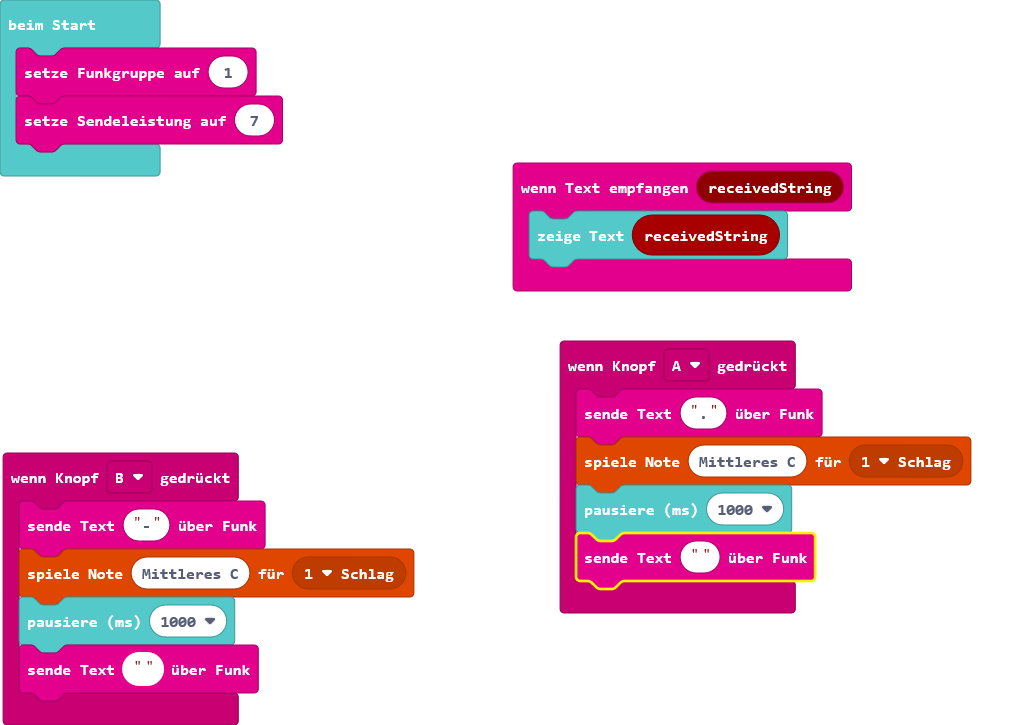 beim Start
setze Funkgruppe auf 1
setze Sendeleistung auf 7
wenn Text empfangen receivedString
zeige Text receivedString
wenn Knopf A gedrückt
sende Text "." über Funk
spiele Note Mittleres C für 1 Schlag
pausiere (ms) 1000
sende Text " " über Funk
wenn Knopf B gedrückt
sende Text "-" über Funk
spiele Note Mittleres C für 1 Schlag
pausiere (ms) 1000
sende Text " " über Funk